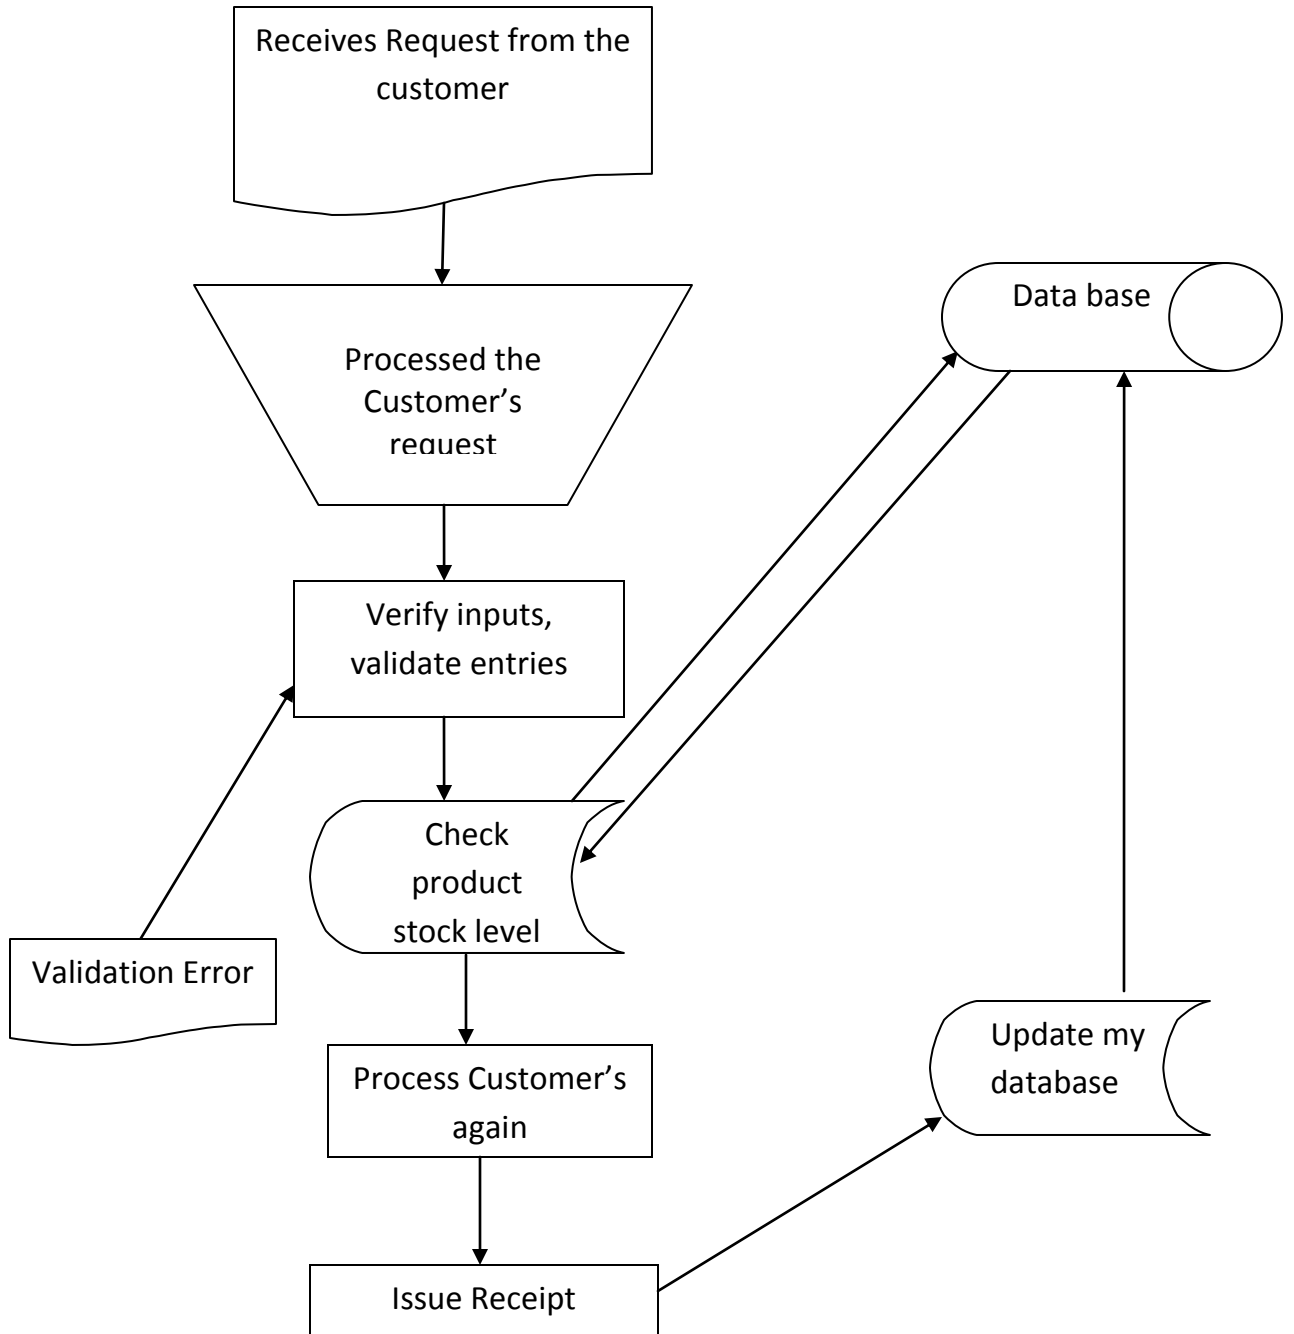 Receives Request from the
customer
Data base
Processed the
Customer’s
request
Verify inputs,
validate entries
Check
product
stock level
Validation Error
Update my
database
Process Customer’s
again
Issue Receipt